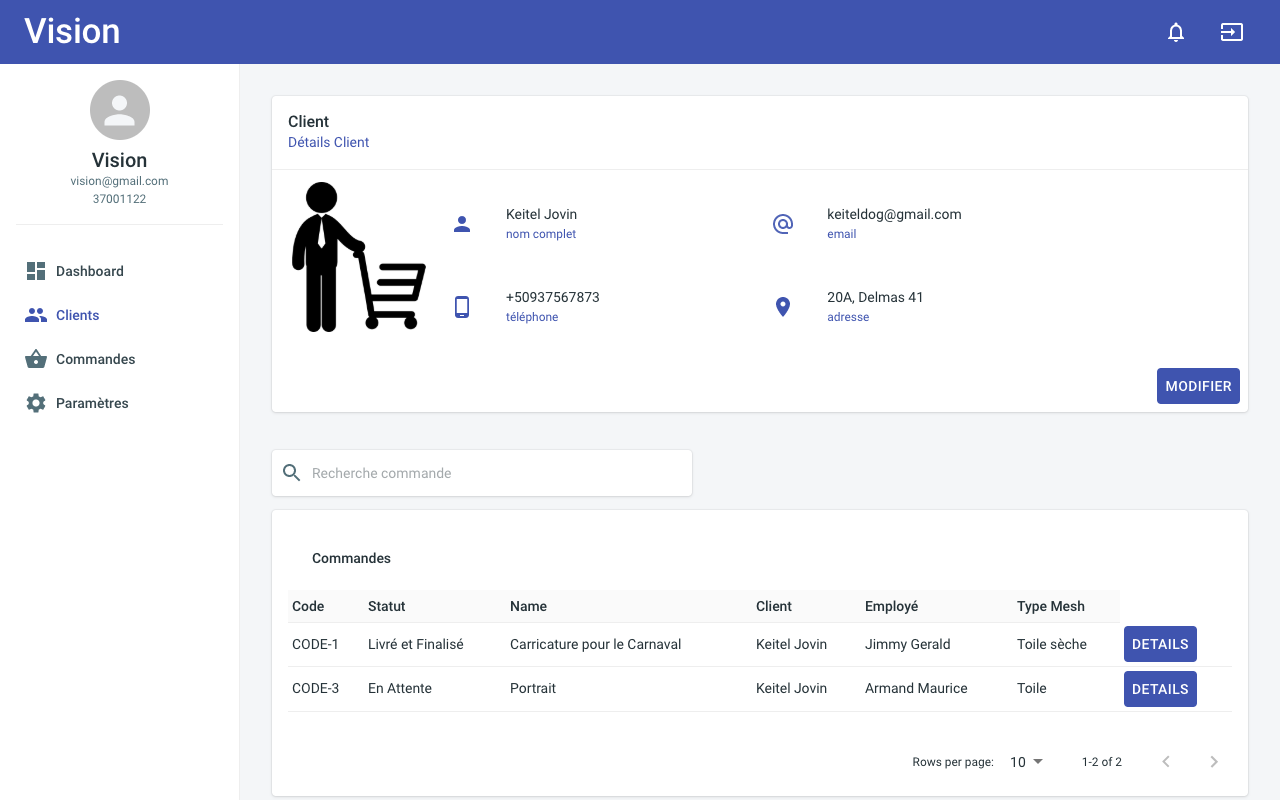 Vision
Vision
vision@gmail.com
37001122
Dashboard
Clients
Commandes
Paramètres
Client
Détails Client
Keitel Jovin
nom complet
keiteldog@gmail.com
email
+50937567873
téléphone
20A, Delmas 41
adresse
MODIFIER
Recherche commande
Commandes
Code Statut Name Client Employé Type Mesh
CODE-1 Livré et Finalisé Carricature pour le Carnaval Keitel Jovin Jimmy Gerald Toile sèche DETAILS
CODE-3 En Attente Portrait Keitel Jovin Armand Maurice Toile DETAILS
Rows per page: 10 1-2 of 2